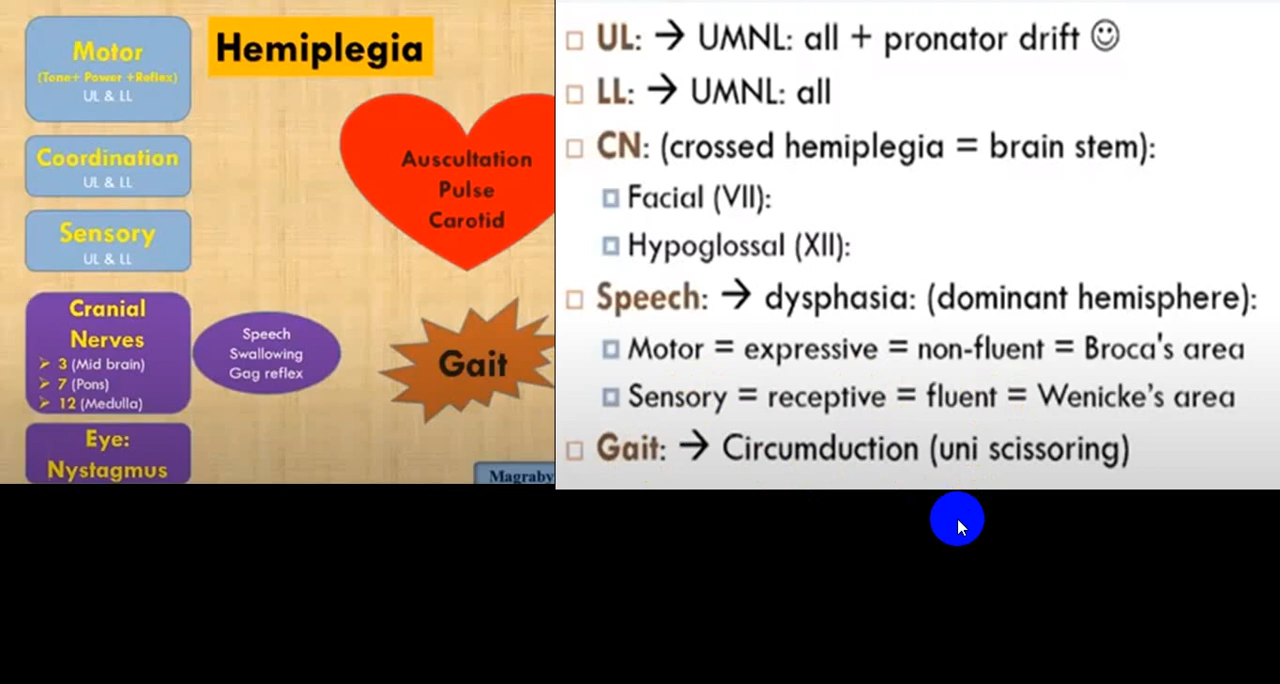 Hemiplegia
Motor
(Tone+ Power +Reflex)
UL & LL
Coordination
UL & LL
Sensory
UL & LL
Cranial
Nerves
➢ 3 (Mid brain)
➢ 7 (Pons)
➢ 12 (Medulla)
Eye:
Nystagmus
Speech
Swallowing
Gag reflex
Auscultation
Pulse
Carotid
Gait
Magraby
UL: → UMNL: all + pronator drift ☺
LL: → UMNL: all
CN: (crossed hemiplegia = brain stem):
Facial (VII):
Hypoglossal (XII):
Speech: → dysphasia: (dominant hemisphere):
Motor = expressive = non-fluent = Broca's area
Sensory = receptive = fluent = Wenicke's area
Gait: → Circumduction (uni scissoring)